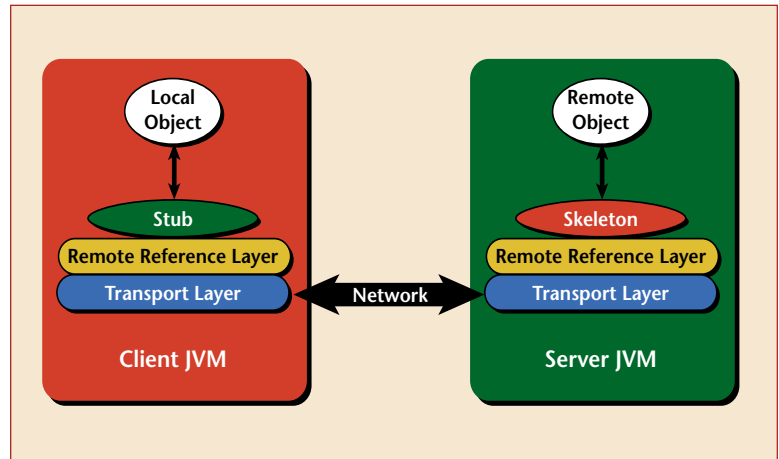 Local
Object
Stub
Remote Reference Layer
Transport Layer
Client JVM
Network
Remote
Object
Skeleton
Remote Reference Layer
Transport Layer
Server JVM